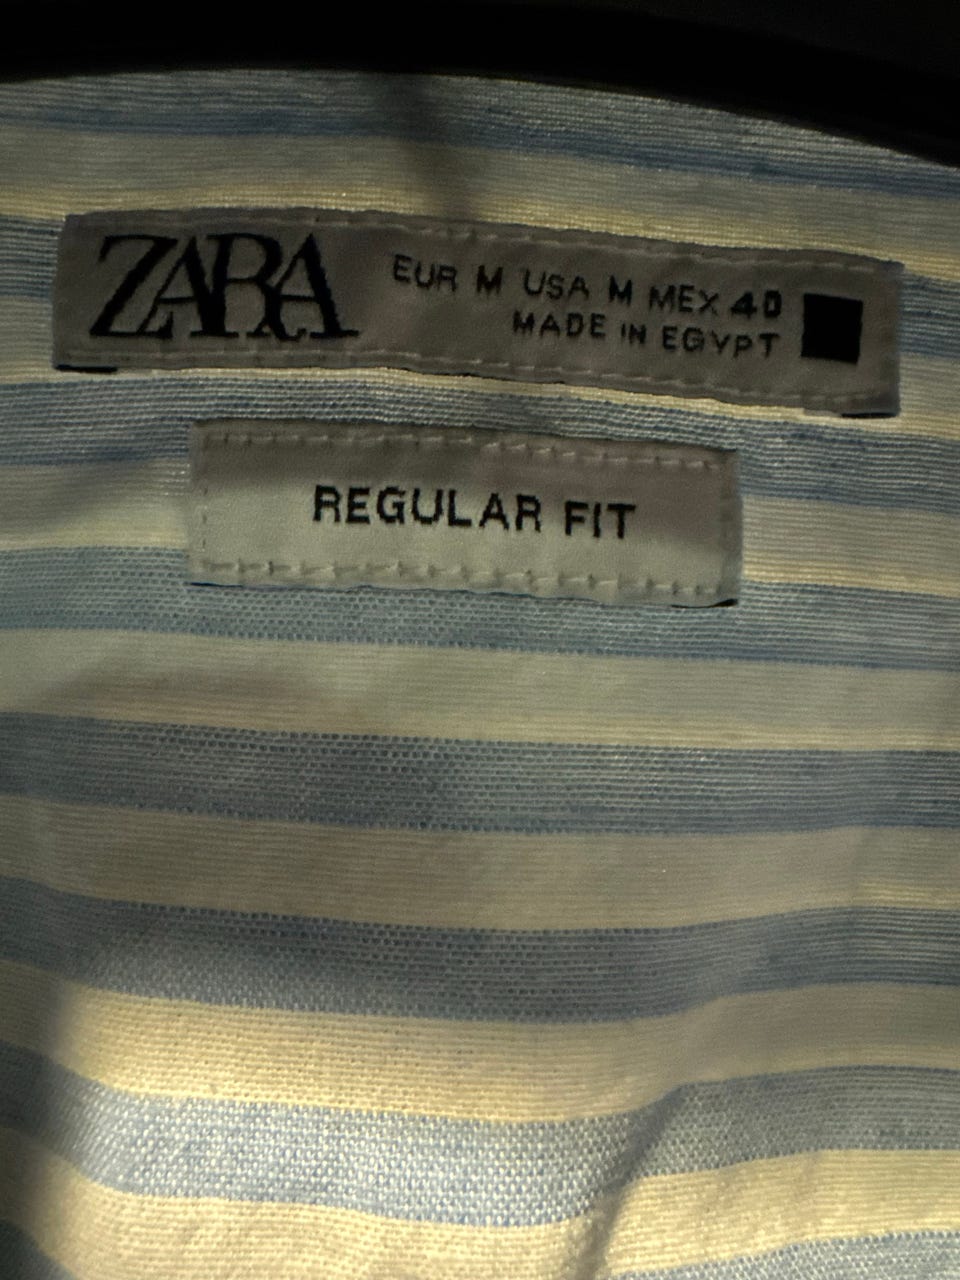 ZARA
EUR M USA M MEX 40
MADE IN EGYPT
REGULAR FIT